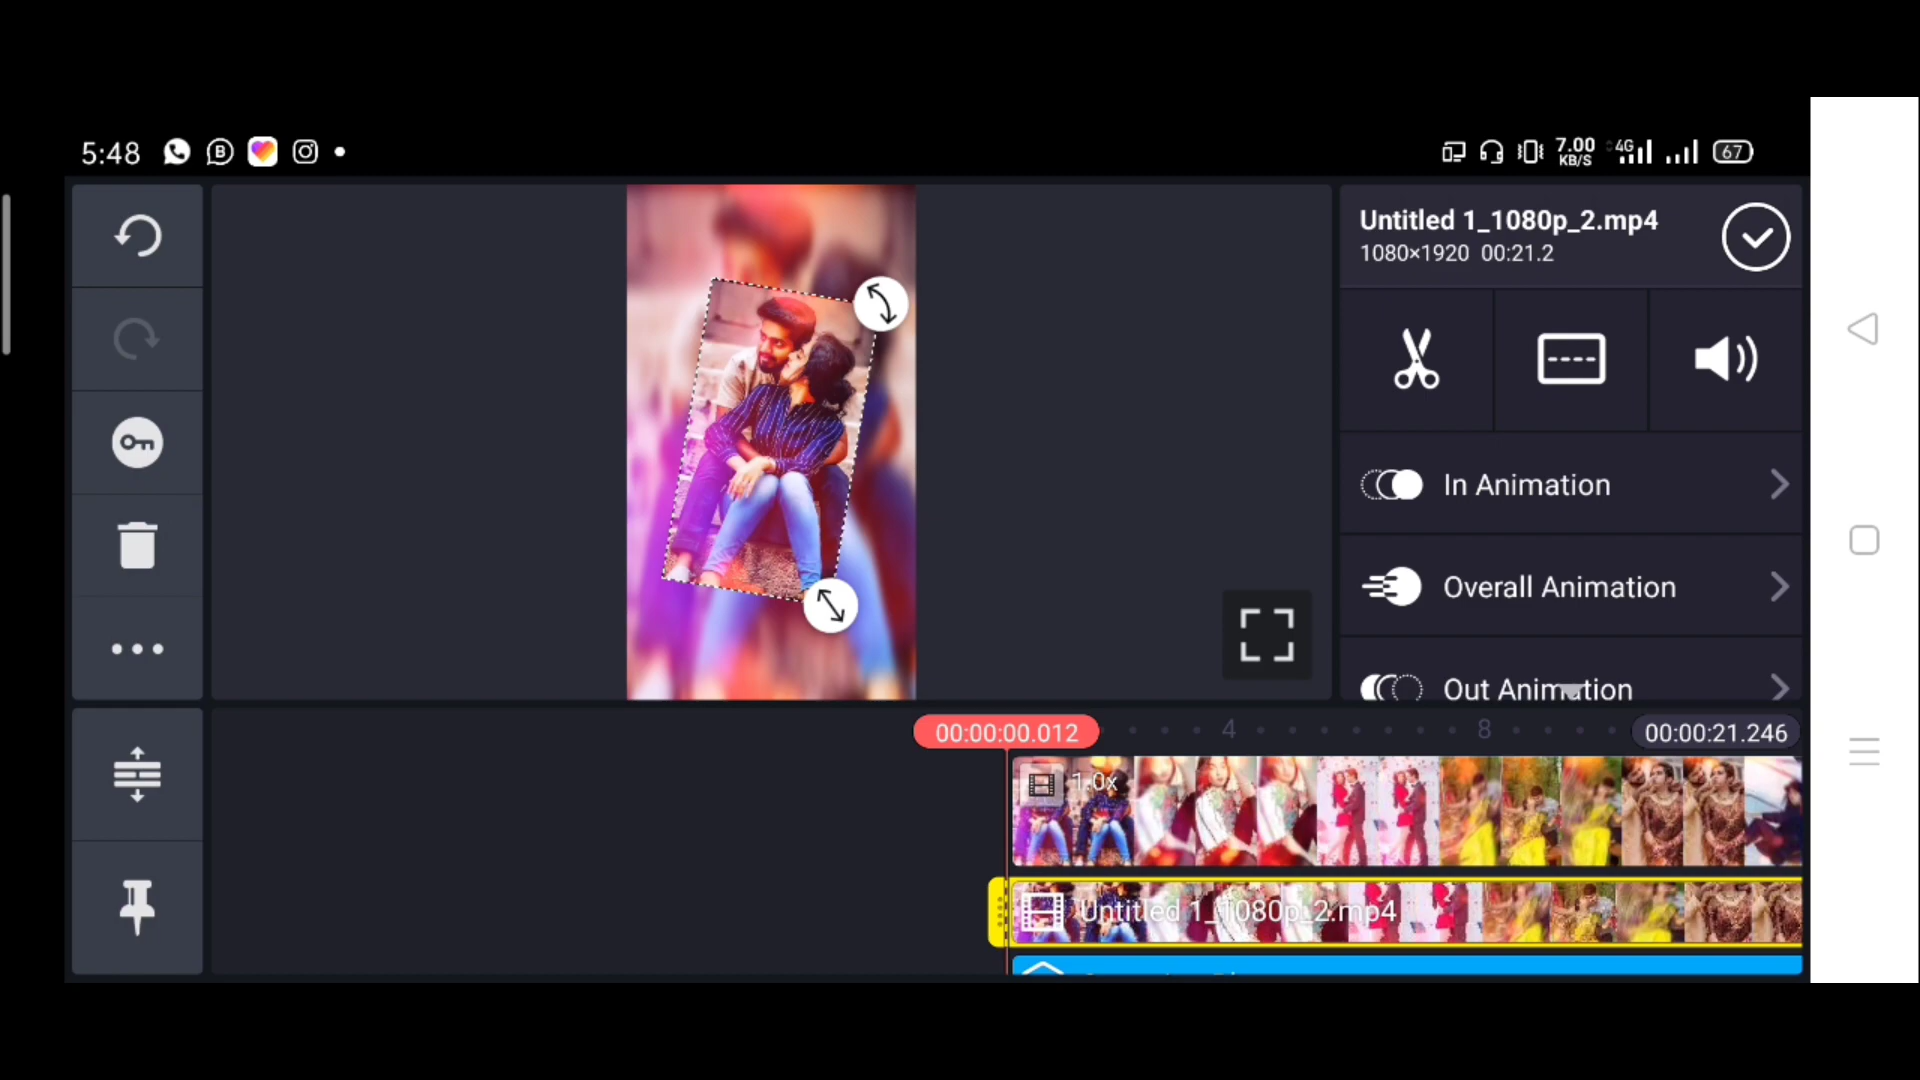 5:48
7.00
KB/S
4G
67
Untitled 1_1080p_2.mp4
1080×1920 00:21.2
In Animation
Overall Animation
Out Animation
00:00:00.012
4
8
00:00:21.246
1.0x
Untitled 1_1080p_2.mp4